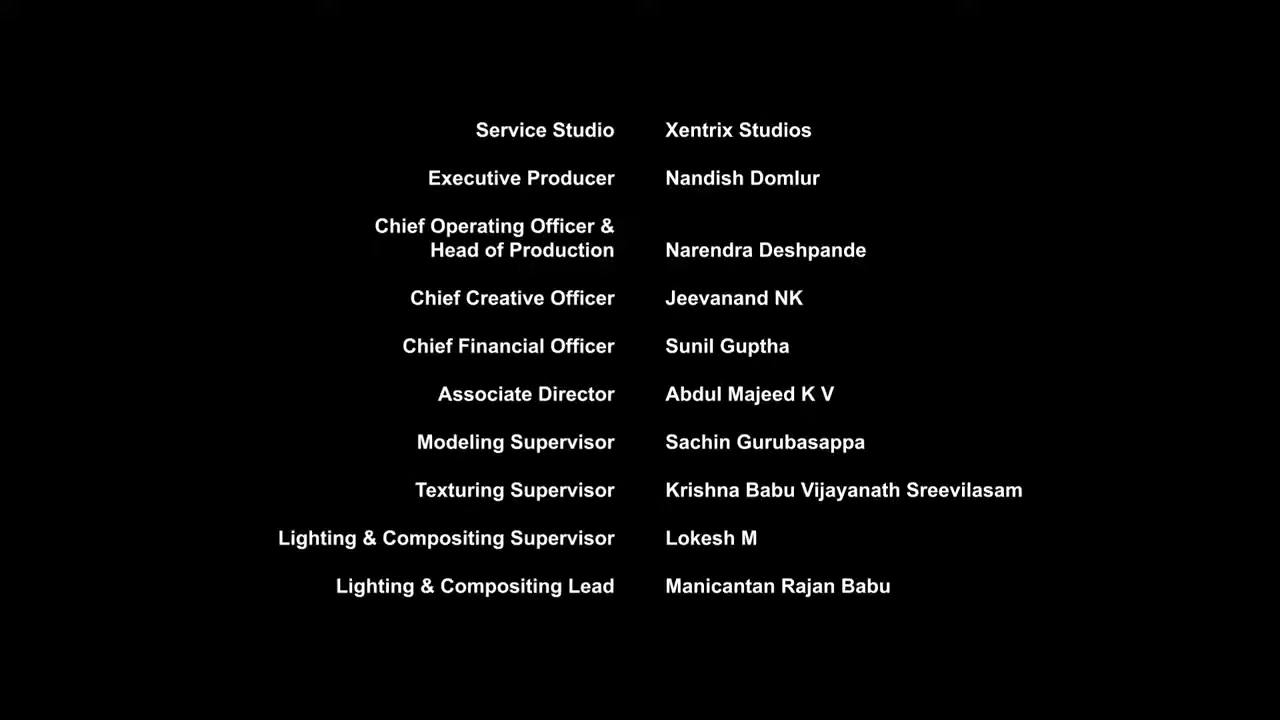 Service Studio Xentrix Studios
Executive Producer Nandish Domlur
Chief Operating Officer &
Head of Production Narendra Deshpande
Chief Creative Officer Jeevanand NK
Chief Financial Officer Sunil Guptha
Associate Director Abdul Majeed K V
Modeling Supervisor Sachin Gurubasappa
Texturing Supervisor Krishna Babu Vijayanath Sreevilasam
Lighting & Compositing Supervisor Lokesh M
Lighting & Compositing Lead Manicantan Rajan Babu